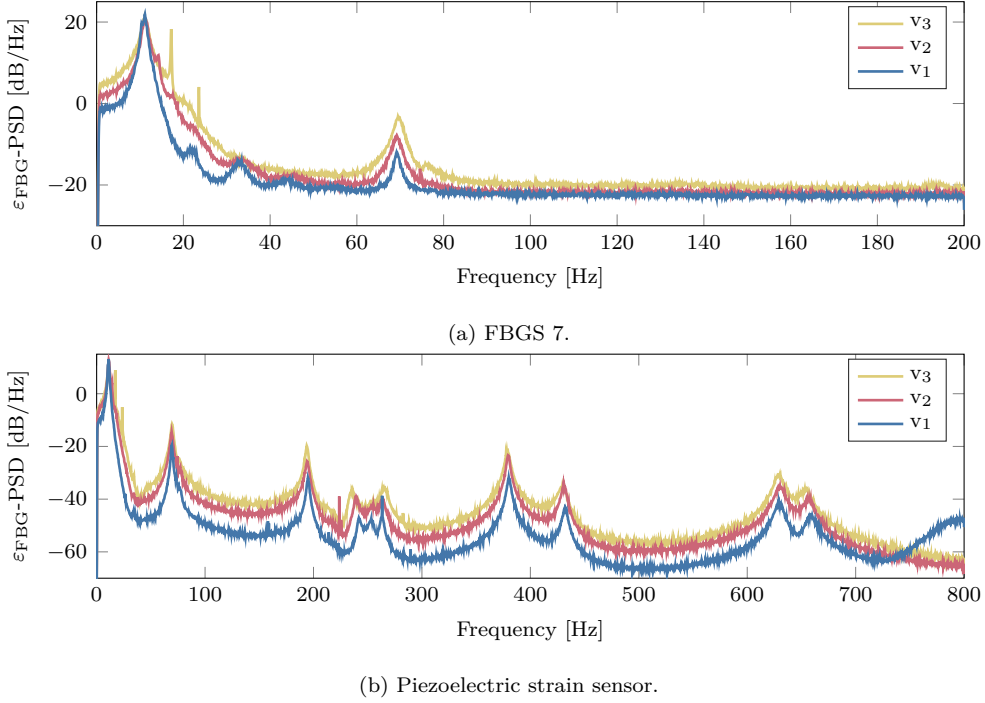 20
0
−20
0
20
40
60
80
100
120
140
160
180
200
ε_FBG-PSD [dB/Hz]
Frequency [Hz]
v₃
v₂
v₁
(a) FBGS 7.
0
−20
−40
−60
0
100
200
300
400
500
600
700
800
ε_FBG-PSD [dB/Hz]
Frequency [Hz]
v₃
v₂
v₁
(b) Piezoelectric strain sensor.